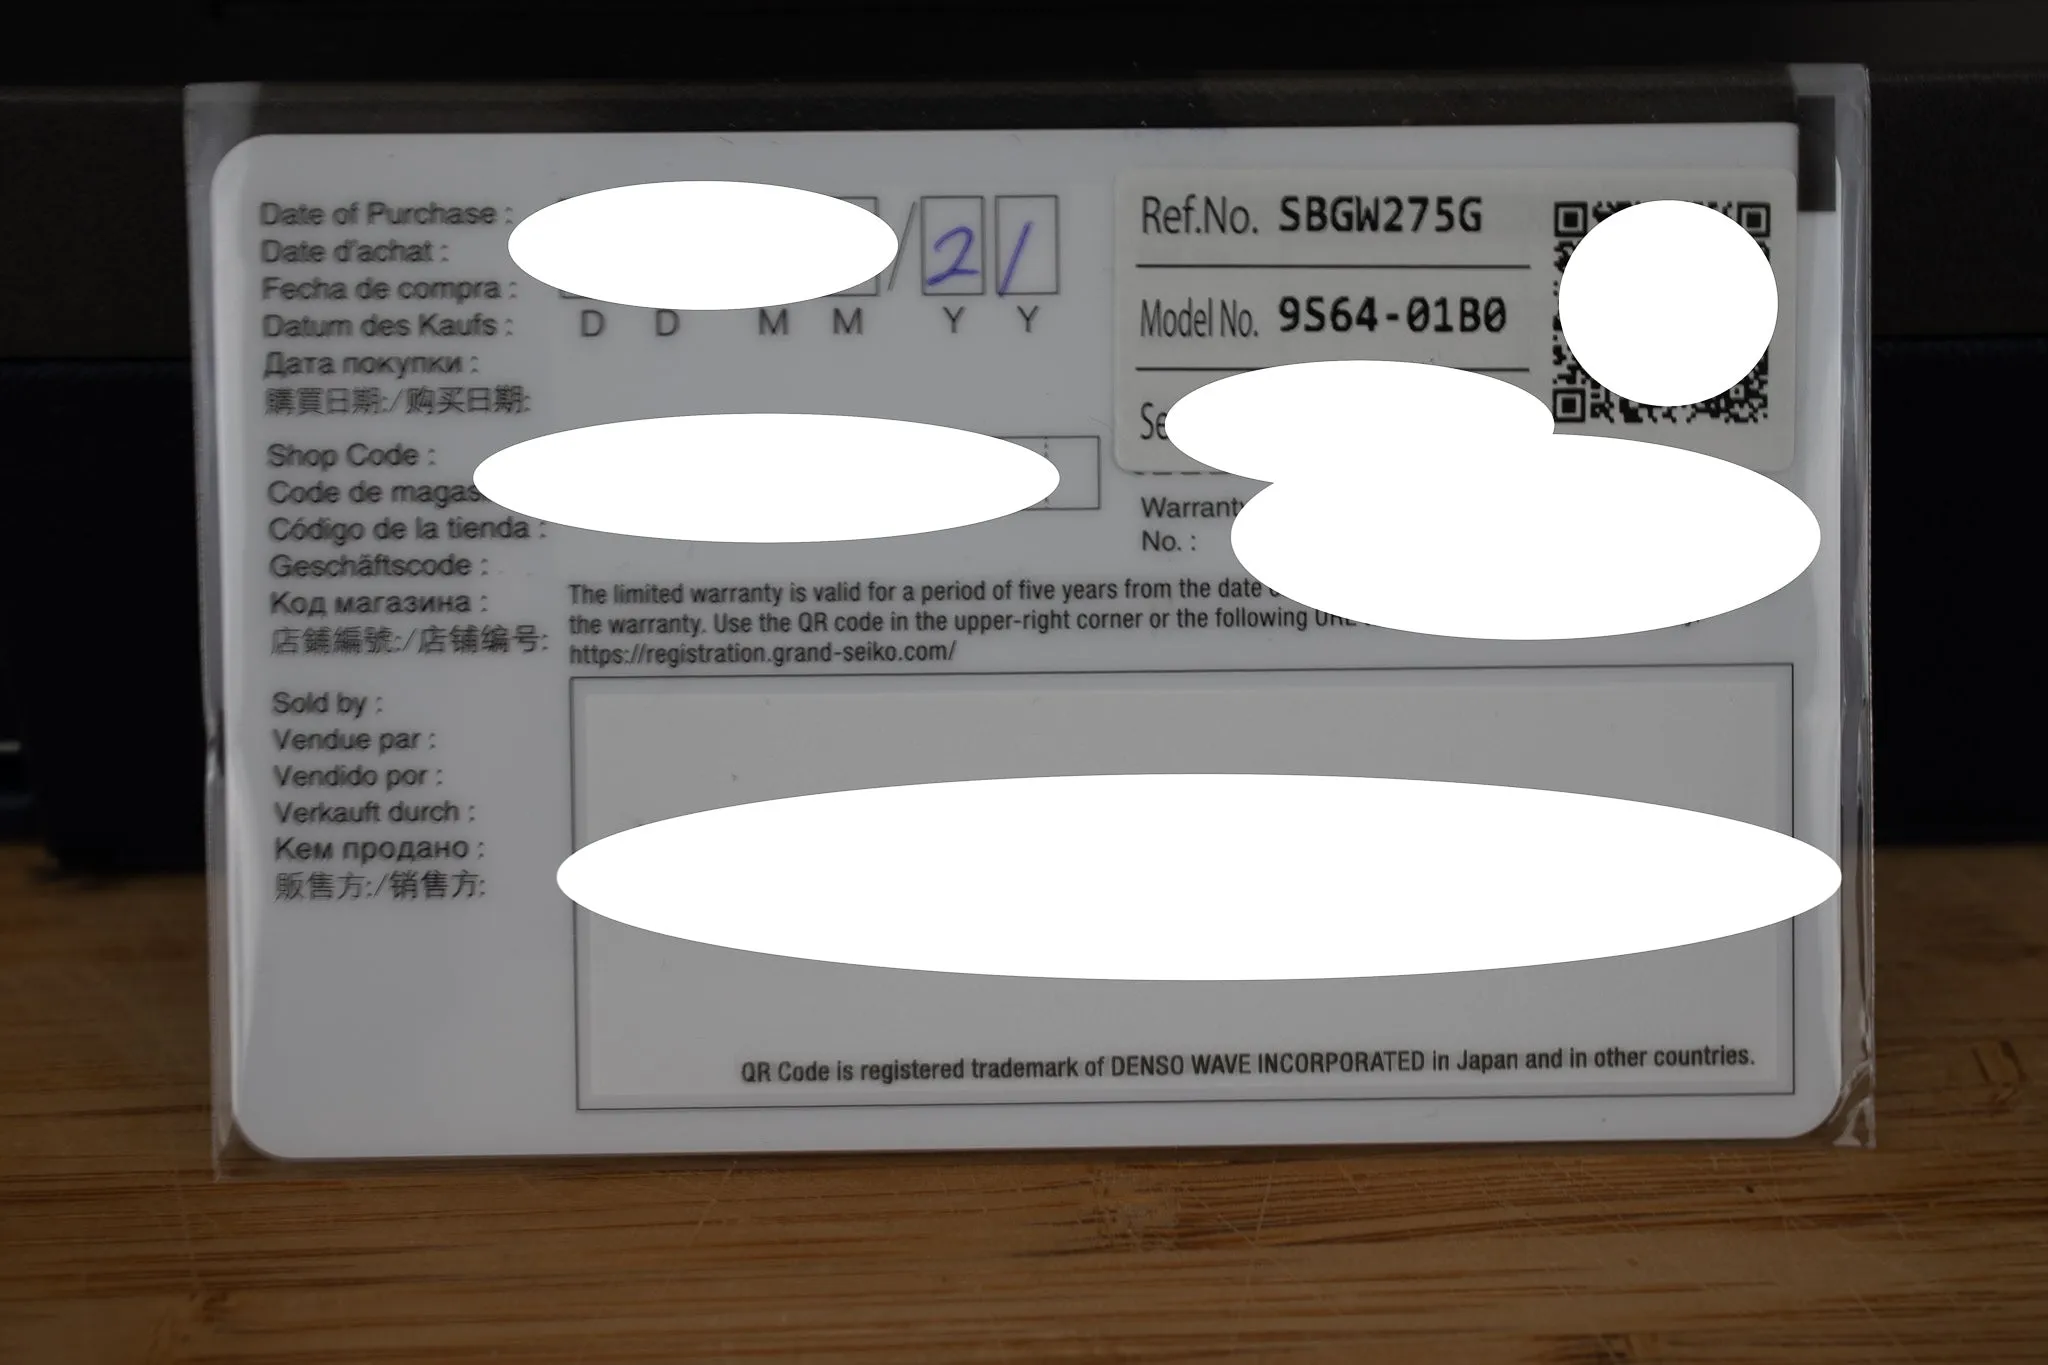 Date of Purchase :
Date d'achat :
Fecha de compra :
Datum des Kaufs :
Дата покупки :
購買日期:/购买日期:
/ 2 1
D D M M Y Y
Shop Code :
Code de
Código de la tienda :
Geschäftscode :
Код магазина :
店鋪編號:/店铺编号:
Sold by :
Vendue par :
Vendido por :
Verkauft durch :
Кем продано :
販售方:/销售方:
Ref.No. SBGW275G
Model No. 9S64-01B0
Warranty
No. :
The limited warranty is valid for a period of five years from the date
the warranty. Use the QR code in the upper-right corner or the following
https://registration.grand-seiko.com/
QR Code is registered trademark of DENSO WAVE INCORPORATED in Japan and in other countries.